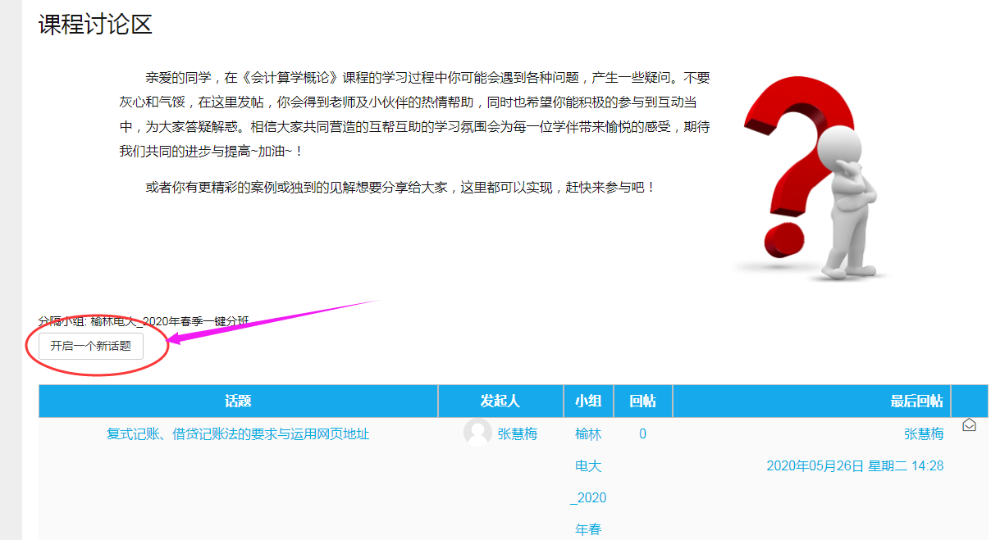 课程讨论区
亲爱的同学，在《会计算学概论》课程的学习过程中你可能会遇到各种问题，产生一些疑问。不要
灰心和气馁，在这里发帖，你会得到老师及小伙伴的热情帮助，同时也希望你能积极的参与到互动当
中，为大家答疑解惑。相信大家共同营造的互帮互助的学习氛围会为每一位学伴带来愉悦的感受，期待
我们共同的进步与提高~加油~！
或者你有更精彩的案例或独到的见解想要分享给大家，这里都可以实现，赶快来参与吧！
分隔小组: 榆林电大_2020年春季一键分班
开启一个新话题
话题 发起人 小组 回帖 最后回帖
复式记账、借贷记账法的要求与运用网页地址 张慧梅 榆林 0 张慧梅
电大 2020年05月26日 星期二 14:28
_2020
年春